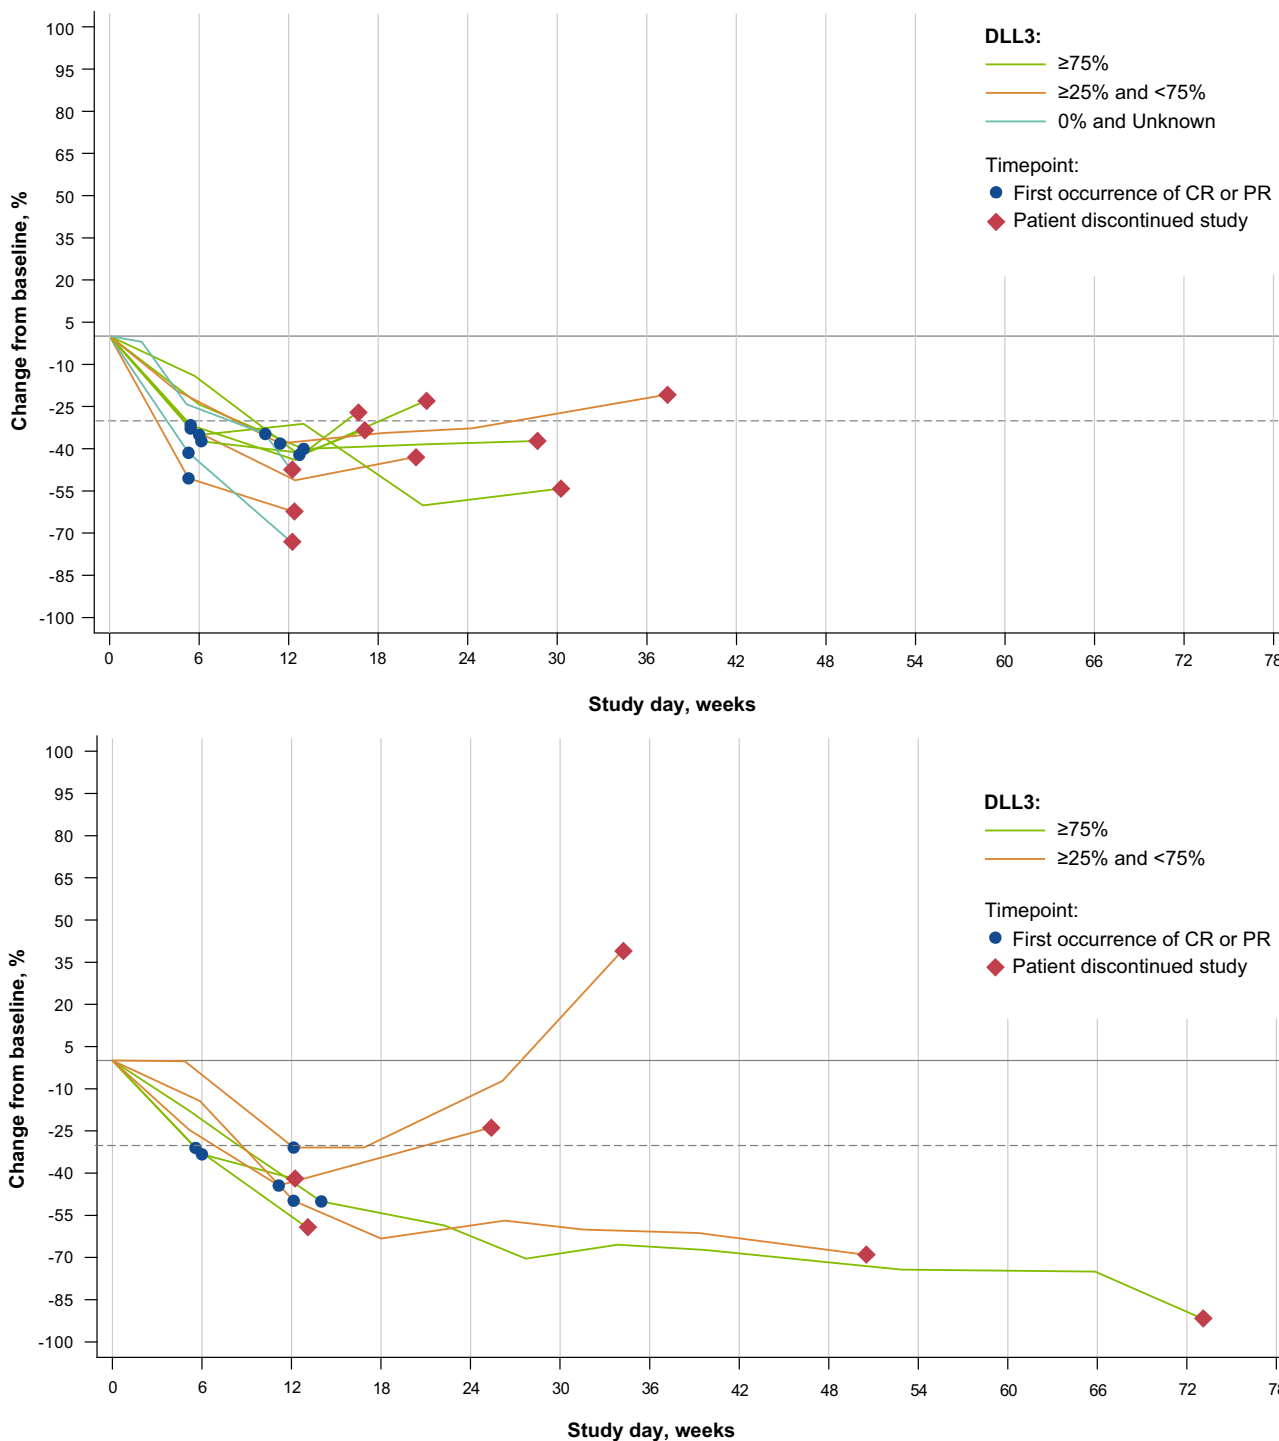 DLL3:
≥75%
≥25% and <75%
0% and Unknown
Timepoint:
First occurrence of CR or PR
Patient discontinued study
Change from baseline, %
100
95
80
65
50
35
20
5
-10
-25
-40
-55
-70
-85
-100
0 6 12 18 24 30 36 42 48 54 60 66 72 78
Study day, weeks
DLL3:
≥75%
≥25% and <75%
Timepoint:
First occurrence of CR or PR
Patient discontinued study
Change from baseline, %
100
95
80
65
50
35
20
5
-10
-25
-40
-55
-70
-85
-100
0 6 12 18 24 30 36 42 48 54 60 66 72 78
Study day, weeks